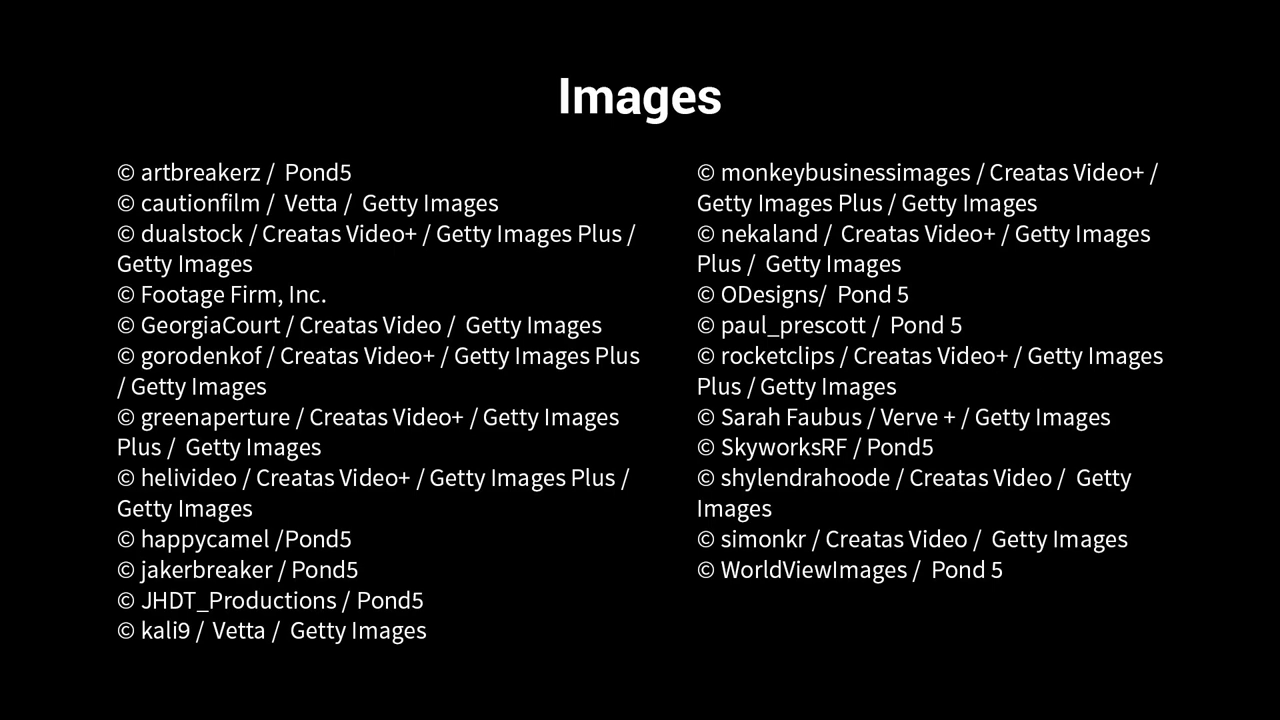 Images
© artbreakerz /  Pond5
© cautionfilm /  Vetta /  Getty Images
© dualstock / Creatas Video+ / Getty Images Plus /
Getty Images
© Footage Firm, Inc.
© GeorgiaCourt / Creatas Video /  Getty Images
© gorodenkof / Creatas Video+ / Getty Images Plus
/ Getty Images
© greenaperture / Creatas Video+ / Getty Images
Plus /  Getty Images
© helivideo / Creatas Video+ / Getty Images Plus /
Getty Images
© happycamel /Pond5
© jakerbreaker / Pond5
© JHDT_Productions / Pond5
© kali9 /  Vetta /  Getty Images
© monkeybusinessimages / Creatas Video+ /
Getty Images Plus / Getty Images
© nekaland /  Creatas Video+ / Getty Images
Plus /  Getty Images
© ODesigns/  Pond 5
© paul_prescott /  Pond 5
© rocketclips / Creatas Video+ / Getty Images
Plus / Getty Images
© Sarah Faubus / Verve + / Getty Images
© SkyworksRF / Pond5
© shylendrahoode / Creatas Video /  Getty
Images
© simonkr / Creatas Video /  Getty Images
© WorldViewImages /  Pond 5